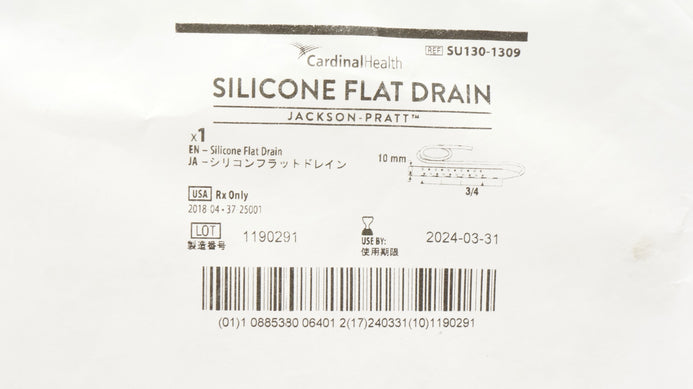 CardinalHealth
REF SU130-1309
SILICONE FLAT DRAIN
JACKSON-PRATT™
x1
EN – Silicone Flat Drain
JA –シリコンフラットドレイン
10 mm
3/4
USA Rx Only
2018-04-37 25001
LOT 1190291
製造番号
USE BY: 2024-03-31
使用期限
(01)1 0885380 06401 2(17)240331(10)1190291